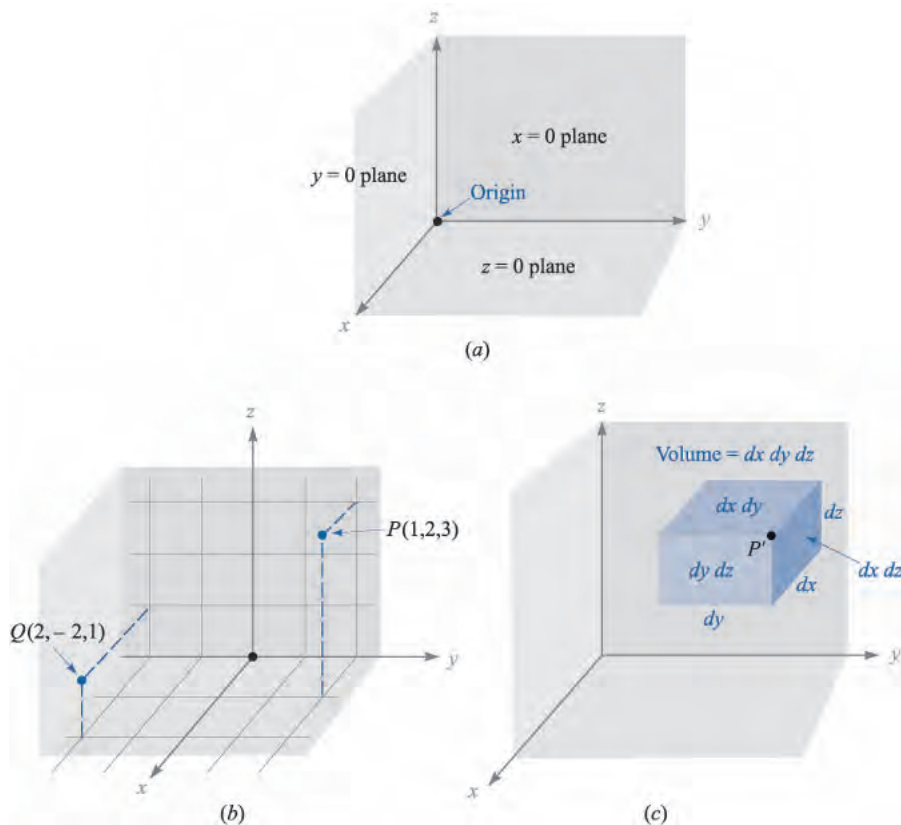 z
x = 0 plane
y = 0 plane
Origin
y
z = 0 plane
x
(a)
z
P(1,2,3)
Q(2, – 2,1)
y
x
(b)
z
Volume = dx dy dz
dx dy
dz
P'
dy dz
dx
dx dz
dy
y
x
(c)